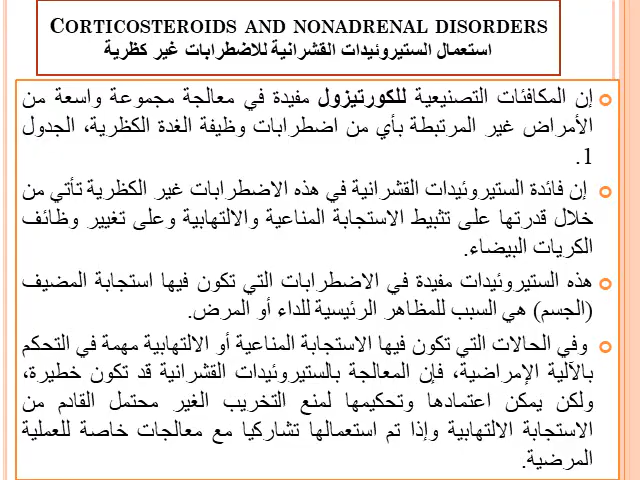 CORTICOSTEROIDS AND NONADRENAL DISORDERS
استعمال الستيروئيدات القشرانية للاضطرابات غير كظرية
إن المكافئات التصنيعية للكورتيزول مفيدة في معالجة مجموعة واسعة من
الأمراض غير المرتبطة بأي من اضطرابات وظيفة الغدة الكظرية، الجدول
1.
إن فائدة الستيروئيدات القشرانية في هذه الاضطرابات غير الكظرية تأتي من
خلال قدرتها على تثبيط الاستجابة المناعية والالتهابية وعلى تغيير وظائف
الكريات البيضاء.
هذه الستيروئيدات مفيدة في الاضطرابات التي تكون فيها استجابة المضيف
(الجسم) هي السبب للمظاهر الرئيسية للداء أو المرض.
وفي الحالات التي تكون فيها الاستجابة المناعية أو الالتهابية مهمة في التحكم
بالآلية الإمراضية، فإن المعالجة بالستيروئيدات القشرانية قد تكون خطيرة،
ولكن يمكن اعتمادها وتحكيمها لمنع التخريب الغير محتمل القادم من
الاستجابة الالتهابية وإذا تم استعمالها تشاركيا مع معالجات خاصة للعملية
المرضية.